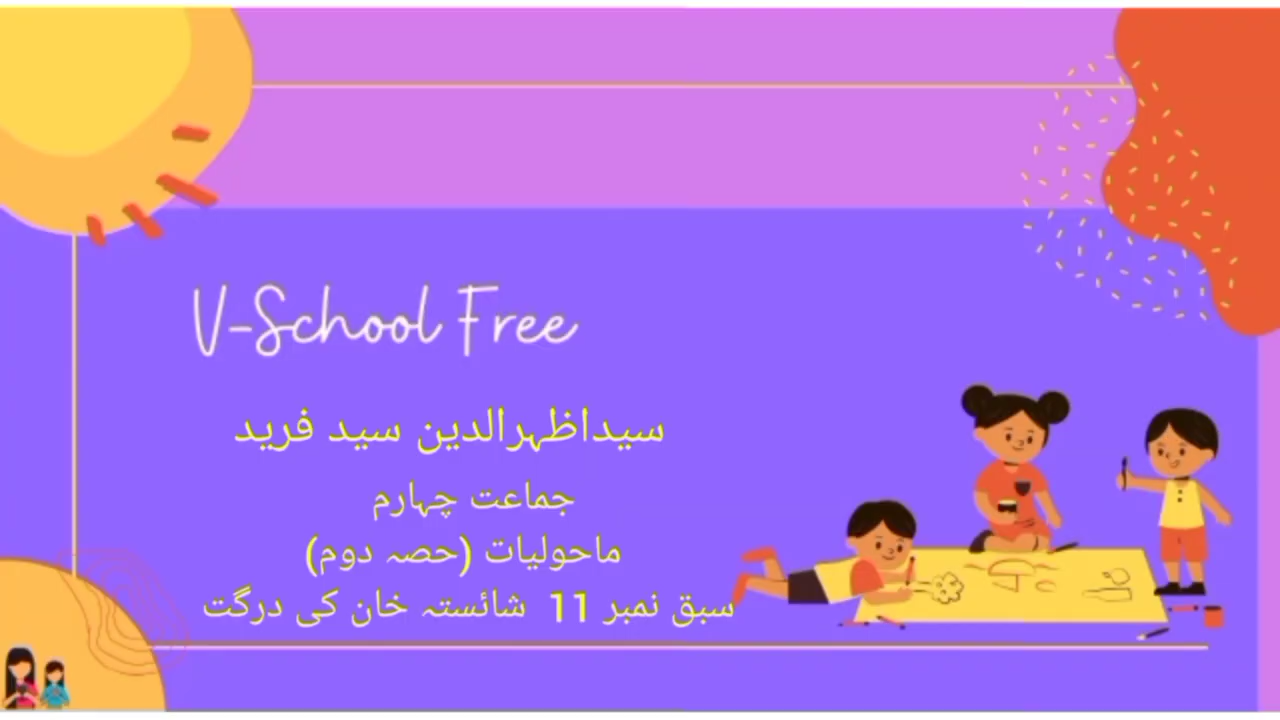 V-School Free
سیداظہرالدین سید فرید
جماعت چہارم
ماحولیات (حصہ دوم)
سبق نمبر 11 شائستہ خان کی درگت